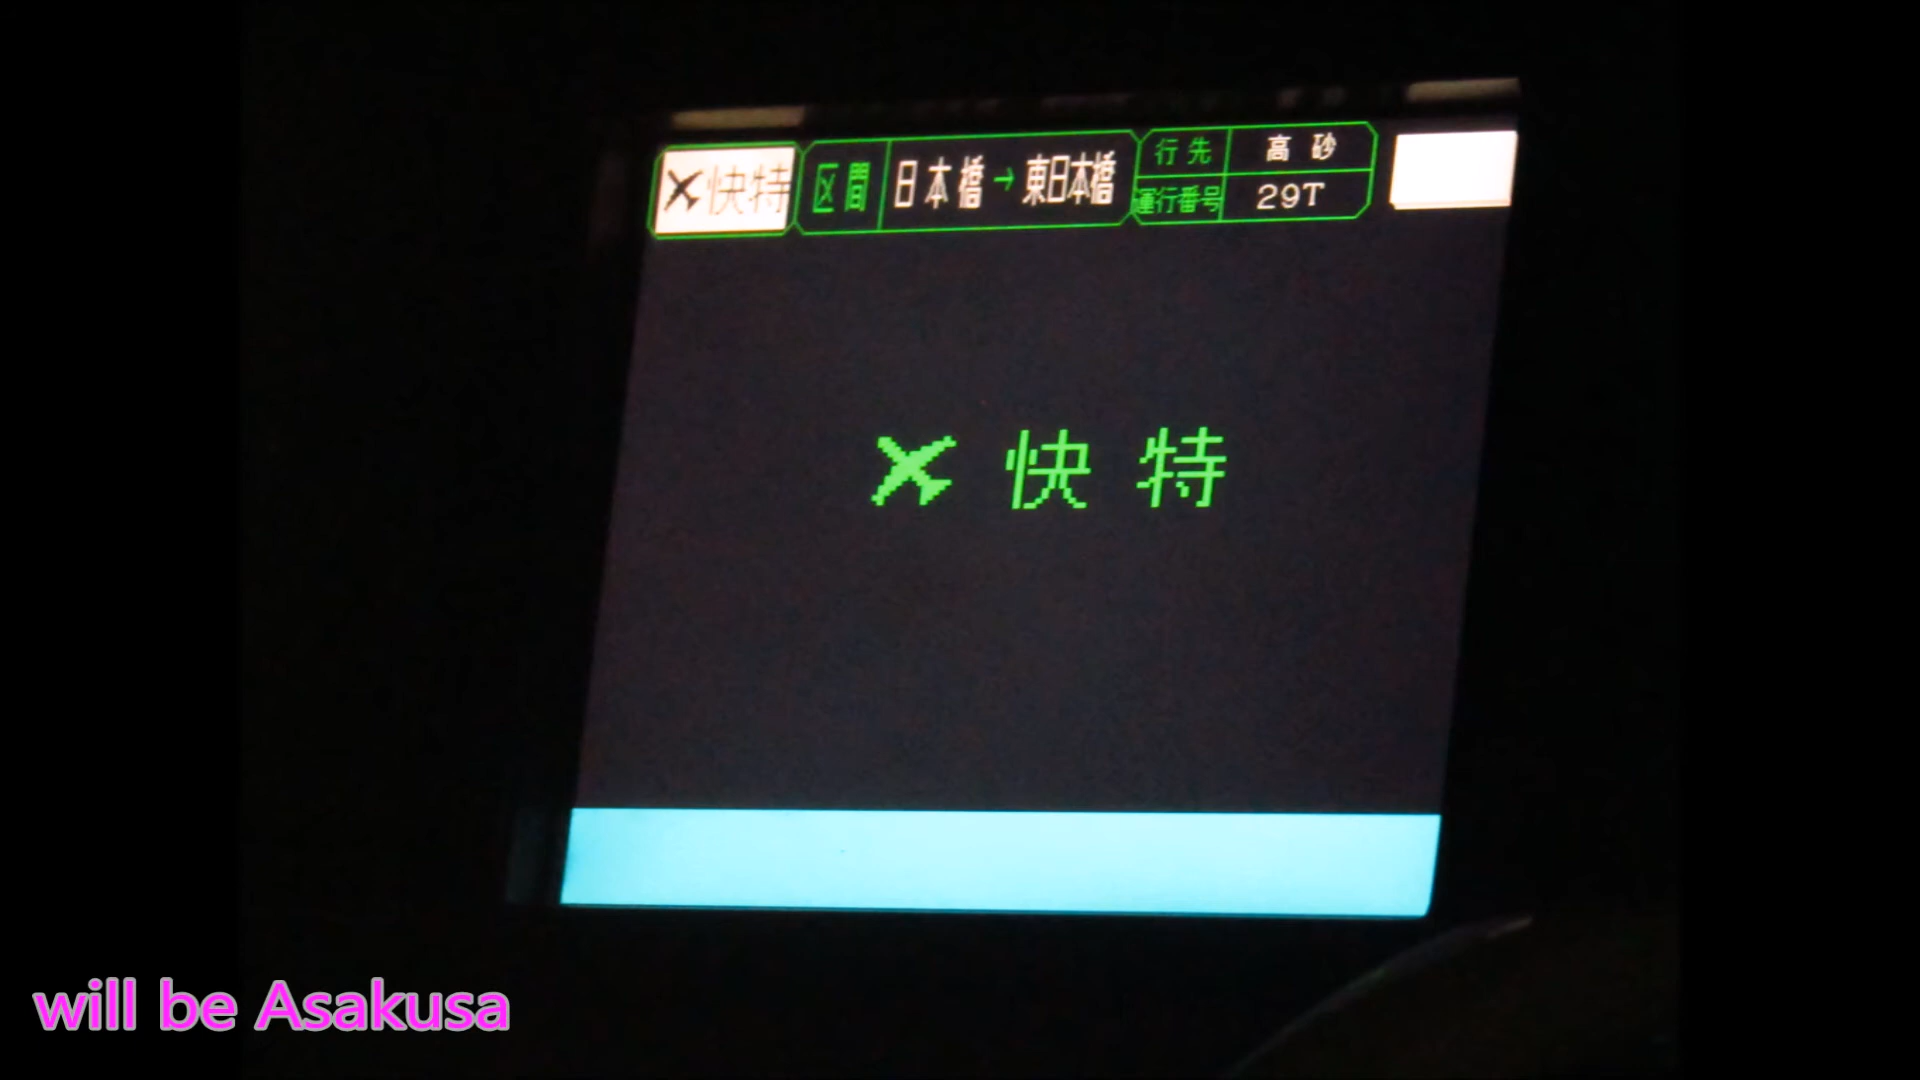 快特
区間 日本橋→東日本橋
行先 高砂
運行番号 29T
快特
will be Asakusa